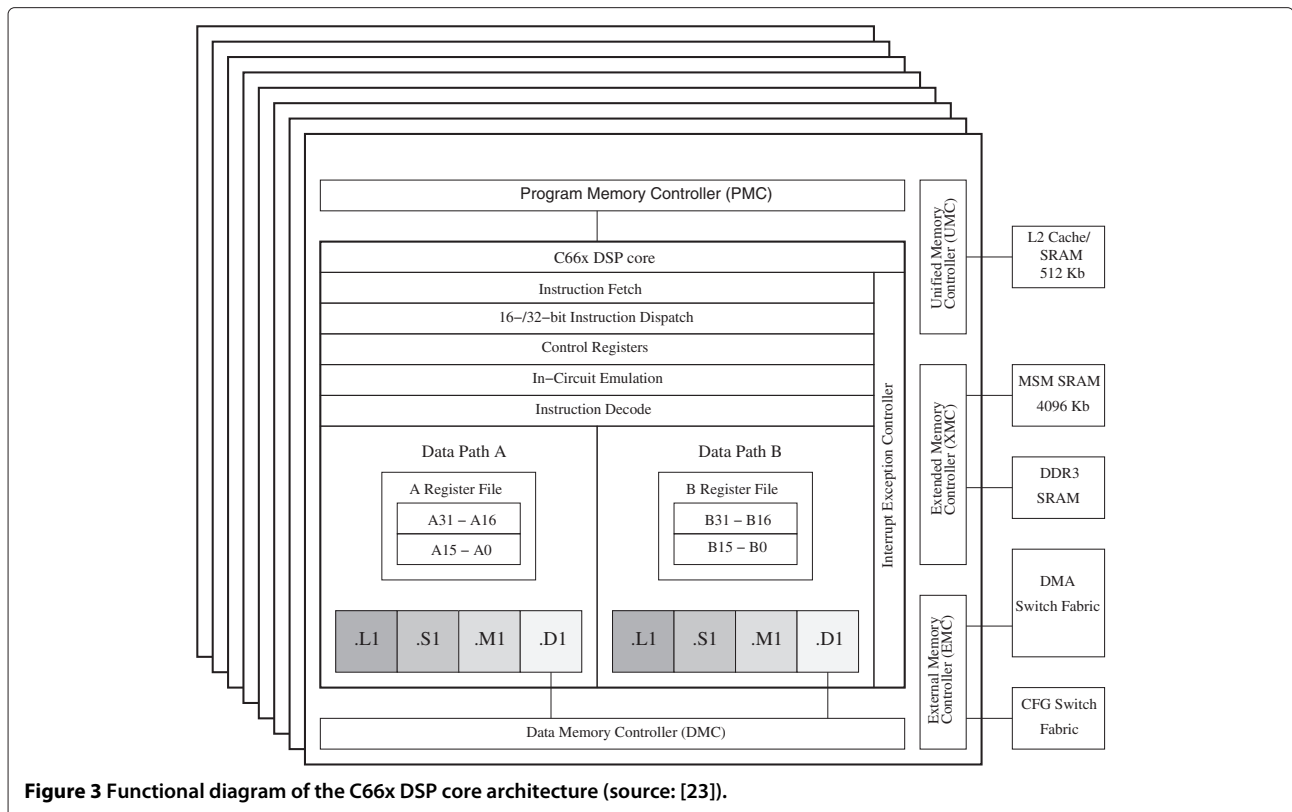 Program Memory Controller (PMC)
C66x DSP core
Instruction Fetch
16−/32−bit Instruction Dispatch
Control Registers
In−Circuit Emulation
Instruction Decode
Interrupt Exception Controller
Data Path A
A Register File
A31 − A16
A15 − A0
.L1
.S1
.M1
.D1
Data Path B
B Register File
B31 − B16
B15 − B0
.L1
.S1
.M1
.D1
Data Memory Controller (DMC)
Unified Memory
Controller (UMC)
Extended Memory
Controller (XMC)
External Memory
Controller (EMC)
L2 Cache/
SRAM
512 Kb
MSM SRAM
4096 Kb
DDR3
SRAM
DMA
Switch Fabric
CFG Switch
Fabric
Figure 3 Functional diagram of the C66x DSP core architecture (source: [23]).